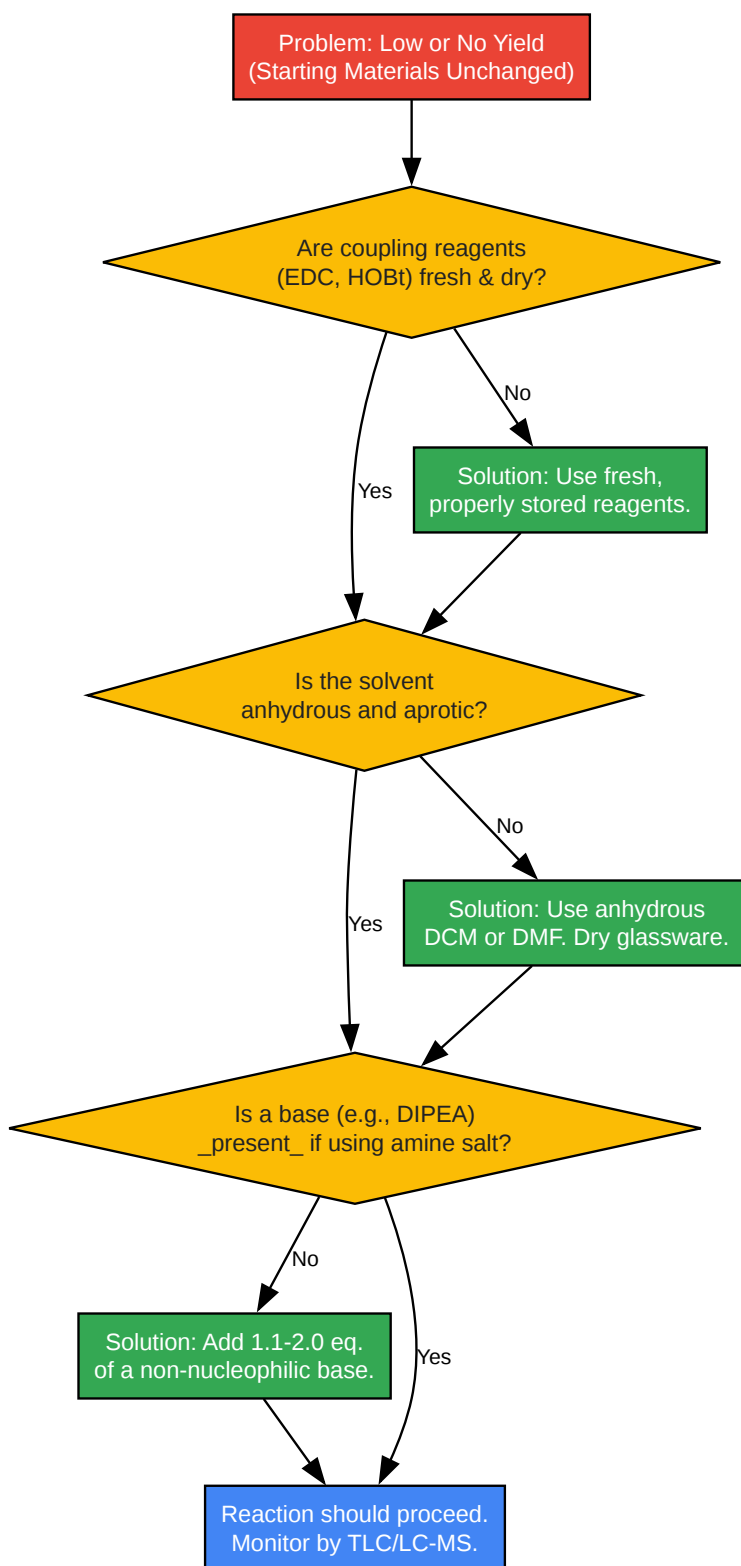 Problem: Low or No Yield
(Starting Materials Unchanged)
Are coupling reagents
(EDC, HOBt) fresh & dry?
No
Yes
Solution: Use fresh,
properly stored reagents.
Is the solvent
anhydrous and aprotic?
No
Yes
Solution: Use anhydrous
DCM or DMF. Dry glassware.
Is a base (e.g., DIPEA)
_present_ if using amine salt?
No
Yes
Solution: Add 1.1-2.0 eq.
of a non-nucleophilic base.
Reaction should proceed.
Monitor by TLC/LC-MS.